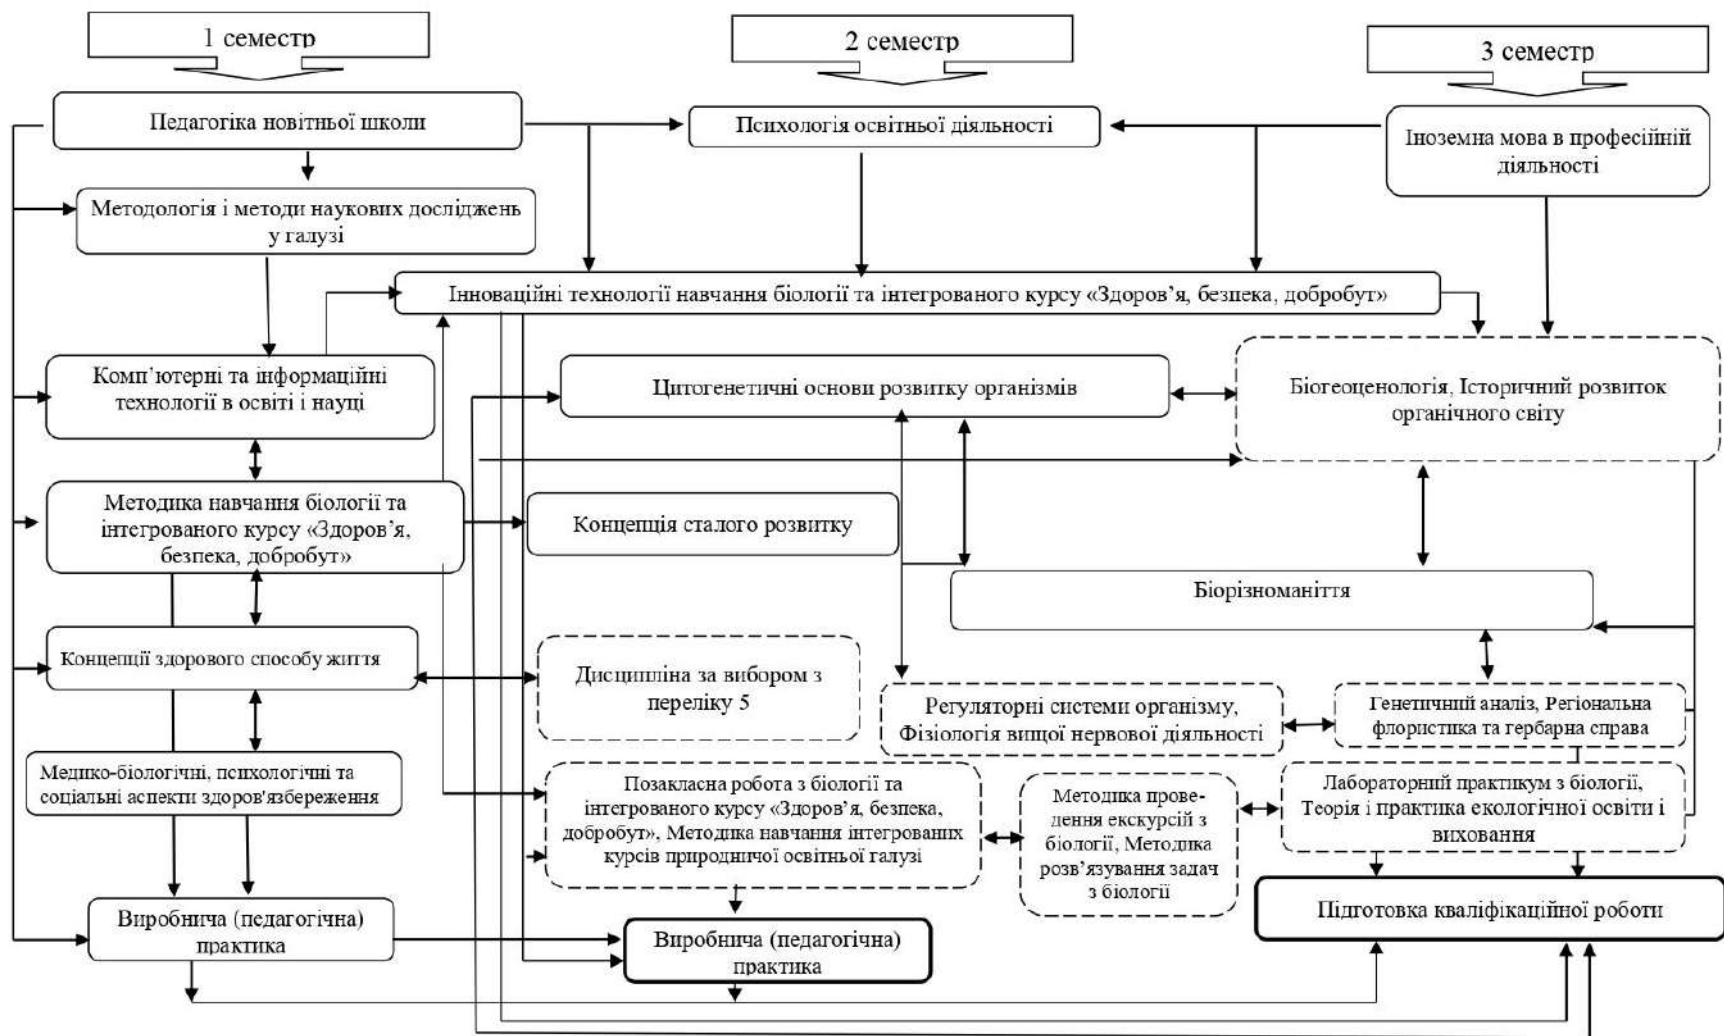 1 семестр
2 семестр
3 семестр
Педагогіка новітньої школи
Психологія освітньої діяльності
Іноземна мова в професійній
діяльності
Методологія і методи наукових досліджень
у галузі
Інноваційні технології навчання біології та інтегрованого курсу «Здоров’я, безпека, добробут»
Комп’ютерні та інформаційні
технології в освіті і науці
Цитогенетичні основи розвитку організмів
Біогеоценологія, Історичний розвиток
органічного світу
Методика навчання біології та
інтегрованого курсу «Здоров’я,
безпека, добробут»
Концепція сталого розвитку
Біорізноманіття
Концепції здорового способу життя
Дисципліна за вибором з
переліку 5
Регуляторні системи організму,
Фізіологія вищої нервової діяльності
Генетичний аналіз, Регіональна
флористика та гербарна справа
Медико-біологічні, психологічні та
соціальні аспекти здоров'язбереження
Позакласна робота з біології та
інтегрованого курсу «Здоров’я, безпека,
добробут», Методика навчання інтегрованих
курсів природничої освітньої галузі
Методика прове-
дення екскурсій з
біології, Методика
розв’язування задач
з біології
Лабораторний практикум з біології,
Теорія і практика екологічної освіти і
виховання
Виробнича (педагогічна)
практика
Виробнича (педагогічна)
практика
Підготовка кваліфікаційної роботи